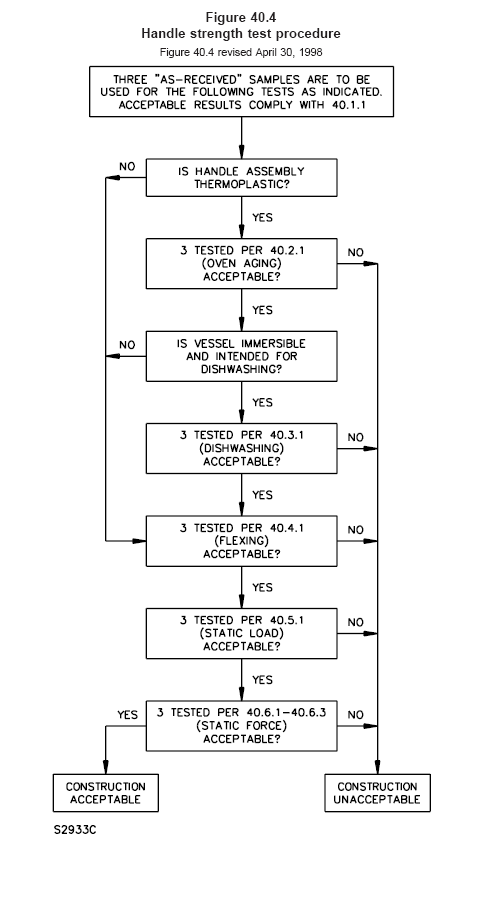 Figure 40.4
Handle strength test procedure
Figure 40.4 revised April 30, 1998
THREE "AS-RECEIVED" SAMPLES ARE TO BE
USED FOR THE FOLLOWING TESTS AS INDICATED.
ACCEPTABLE RESULTS COMPLY WITH 40.1.1
NO
IS HANDLE ASSEMBLY
THERMOPLASTIC?
YES
3 TESTED PER 40.2.1
(OVEN AGING)
ACCEPTABLE?
NO
YES
NO
IS VESSEL IMMERSIBLE
AND INTENDED FOR
DISHWASHING?
YES
3 TESTED PER 40.3.1
(DISHWASHING)
ACCEPTABLE?
NO
YES
3 TESTED PER 40.4.1
(FLEXING)
ACCEPTABLE?
NO
YES
3 TESTED PER 40.5.1
(STATIC LOAD)
ACCEPTABLE?
NO
YES
YES
3 TESTED PER 40.6.1-40.6.3
(STATIC FORCE)
ACCEPTABLE?
NO
CONSTRUCTION
ACCEPTABLE
CONSTRUCTION
UNACCEPTABLE
S2933C